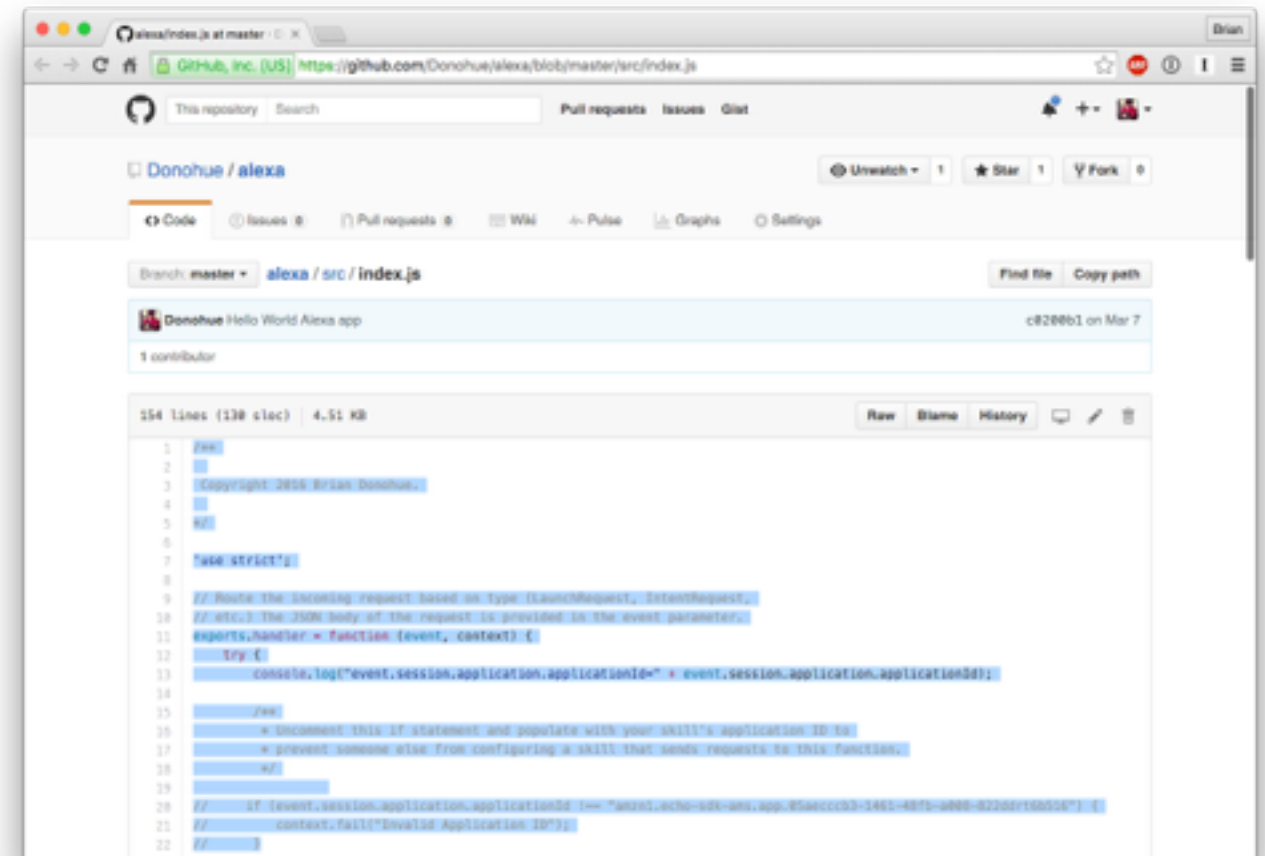 alexa/index.js at master
Brian
GitHub, Inc. [US] https://github.com/Donohue/alexa/blob/master/src/index.js
This repository Search Pull requests Issues Gist
Donohue / alexa
Unwatch 1 Star 1 Fork 0
Code Issues 0 Pull requests 0 Wiki Pulse Graphs Settings
Branch: master alexa / src / index.js Find file Copy path
Donohue Hello World Alexa app c0200b1 on Mar 7
1 contributor
154 lines (130 sloc) 4.51 KB Raw Blame History
1 /**
2
3 Copyright 2016 Brian Donohue.
4
5 */
6
7 'use strict';
8
9 // Route the incoming request based on type (LaunchRequest, IntentRequest,
10 // etc.) The JSON body of the request is provided in the event parameter.
11 exports.handler = function (event, context) {
12 try {
13 console.log("event.session.application.applicationId=" + event.session.application.applicationId);
14
15 /**
16 * Uncomment this if statement and populate with your skill's application ID to
17 * prevent someone else from configuring a skill that sends requests to this function.
18 */
19
20 // if (event.session.application.applicationId !== "amzn1.echo-sdk-ams.app.") {
21 // context.fail("Invalid Application ID");
22 // }